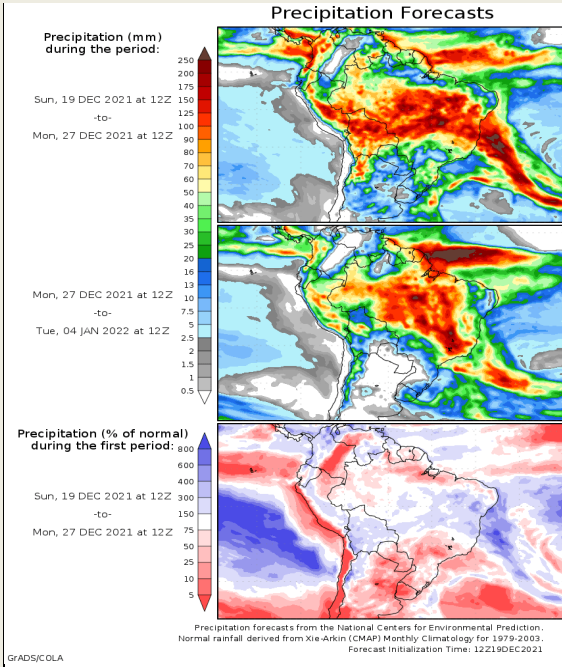 Precipitation Forecasts
Precipitation (mm)
during the period:
Sun, 19 DEC 2021 at 12Z
-to-
Mon, 27 DEC 2021 at 12Z
250
200
175
150
125
100
90
80
70
60
50
40
35
30
25
20
16
13
10
7.5
5
2.5
2
1.5
1
0.5
Mon, 27 DEC 2021 at 12Z
-to-
Tue, 04 JAN 2022 at 12Z
Precipitation (% of normal)
during the first period:
Sun, 19 DEC 2021 at 12Z
-to-
Mon, 27 DEC 2021 at 12Z
800
600
400
300
150
75
50
25
10
5
Precipitation forecasts from the National Centers for Environmental Prediction.
Normal rainfall derived from Xie-Arkin (CMAP) Monthly Climatology for 1979-2003.
Forecast Initialization Time: 12Z19DEC2021
GrADS/COLA